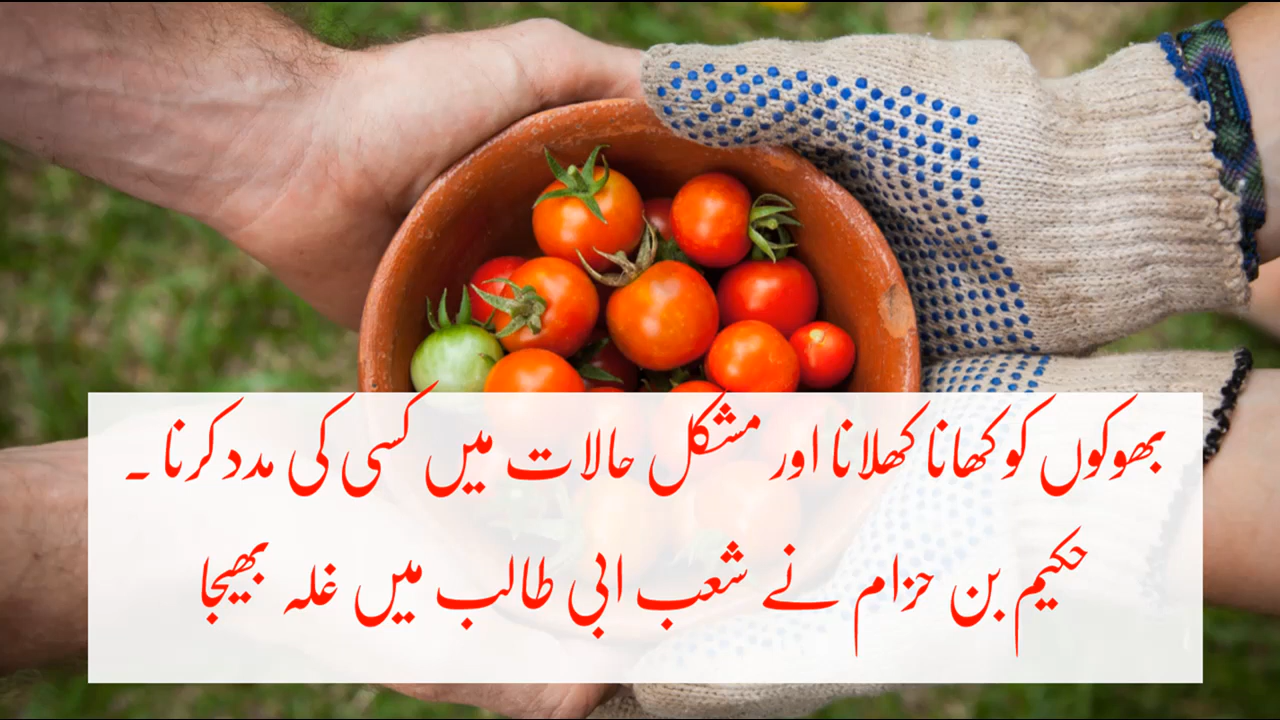 بھوکوں کو کھانا کھلانا اور مشکل حالات میں کسی کی مدد کرنا ۔
حکیم بن حزام نے شعب ابی طالب میں غلہ بھیجا